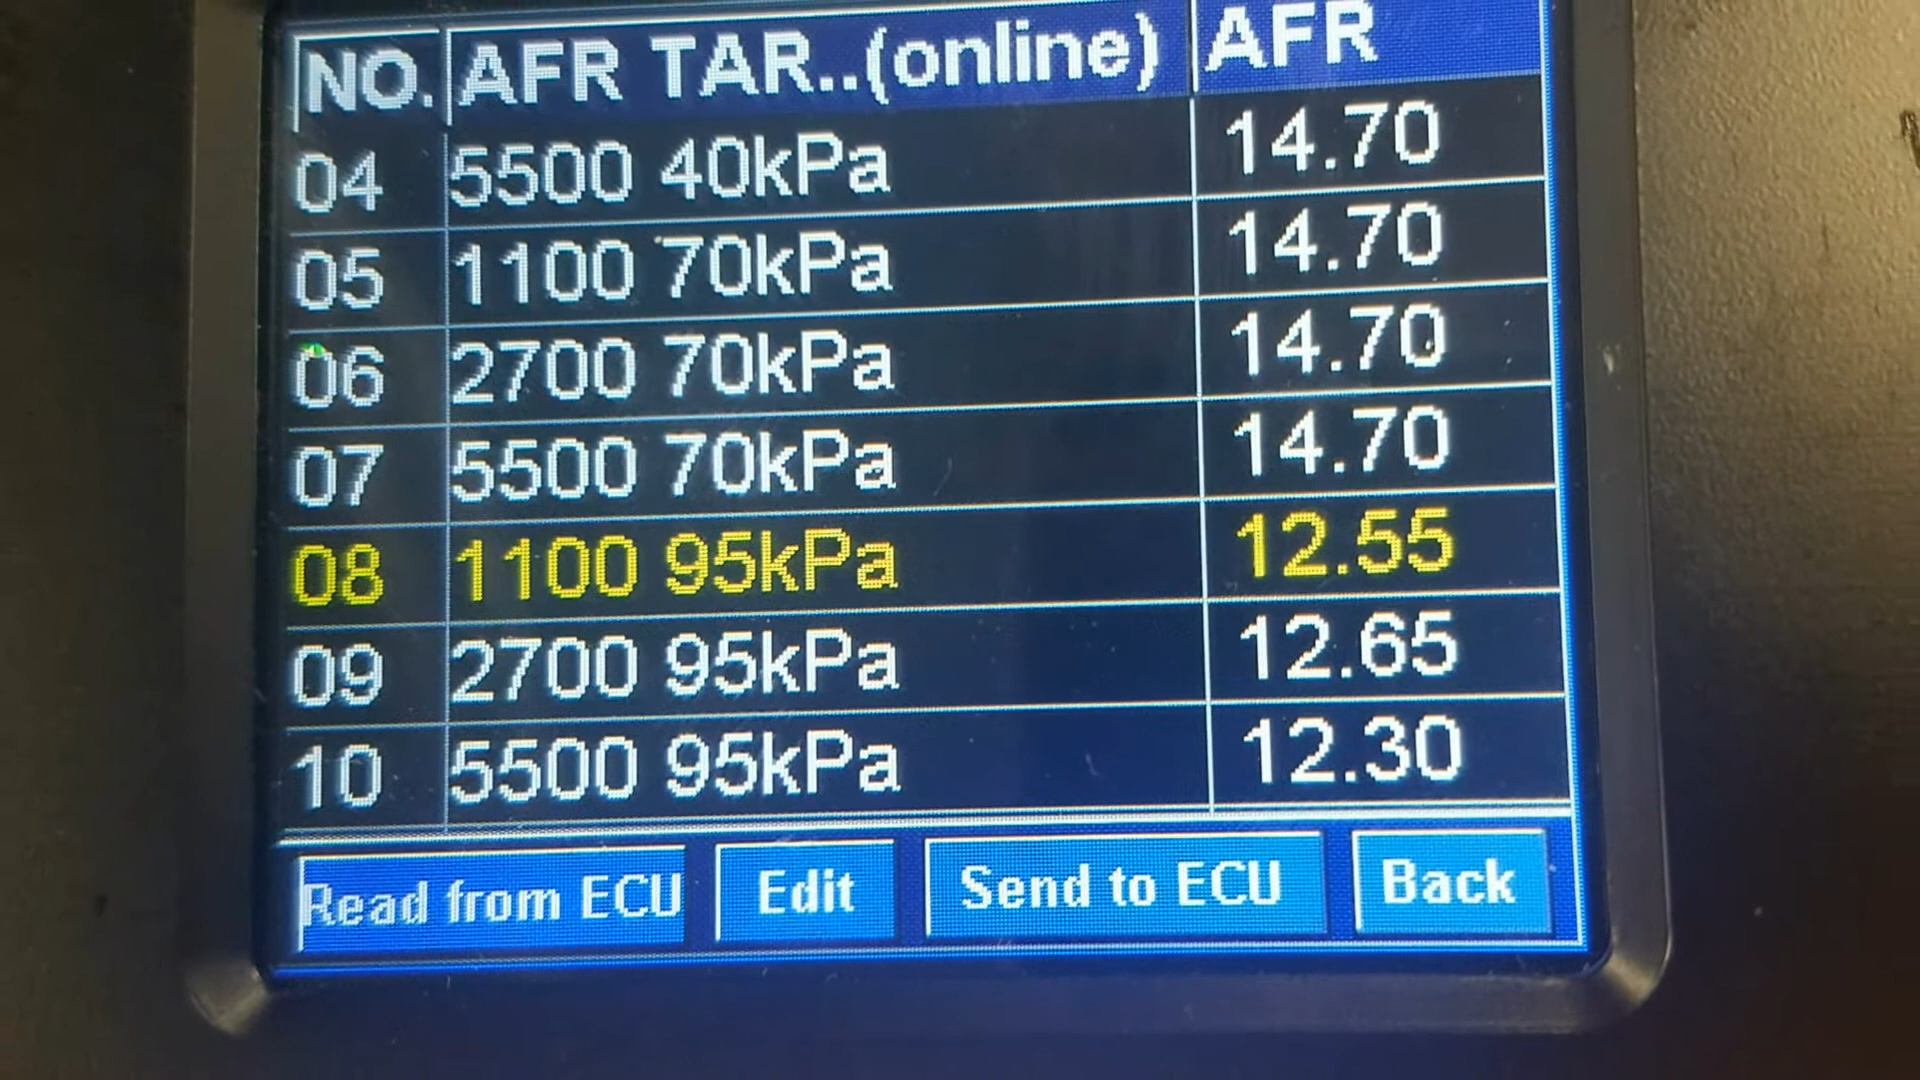 NO. AFR TAR..(online) AFR
04 5500 40kPa 14.70
05 1100 70kPa 14.70
06 2700 70kPa 14.70
07 5500 70kPa 14.70
08 1100 95kPa 12.55
09 2700 95kPa 12.65
10 5500 95kPa 12.30
Read from ECU Edit Send to ECU Back